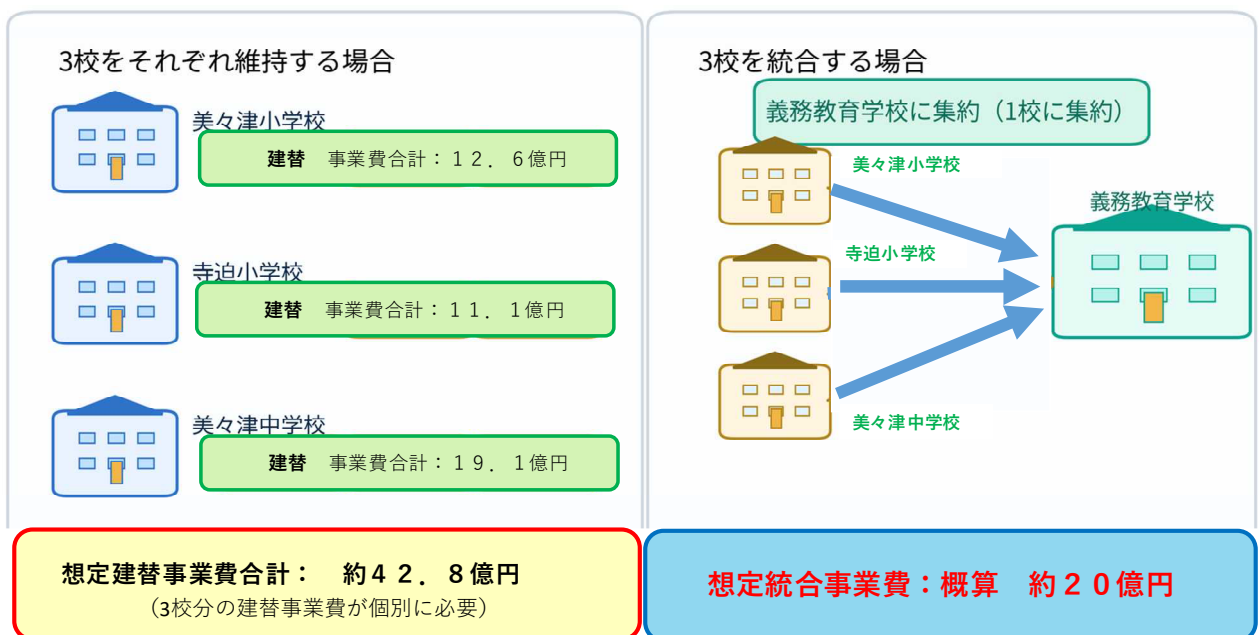 3校をそれぞれ維持する場合
美々津小学校
建替　事業費合計：１２．６億円
寺迫小学校
建替　事業費合計：１１．１億円
美々津中学校
建替　事業費合計：１９．１億円
想定建替事業費合計：　約４２．８億円
（3校分の建替事業費が個別に必要）
3校を統合する場合
義務教育学校に集約（1校に集約）
美々津小学校
寺迫小学校
美々津中学校
義務教育学校
想定統合事業費：概算　約２０億円